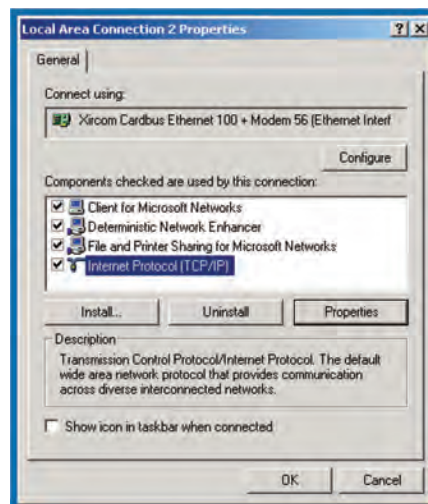 Local Area Connection 2 Properties
General
Connect using:
Xircom Cardbus Ethernet 100 + Modem 56 (Ethernet Interf
Configure
Components checked are used by this connection:
Client for Microsoft Networks
Deterministic Network Enhancer
File and Printer Sharing for Microsoft Networks
Internet Protocol (TCP/IP)
Install... Uninstall Properties
Description
Transmission Control Protocol/Internet Protocol. The default
wide area network protocol that provides communication
across diverse interconnected networks.
Show icon in taskbar when connected
OK Cancel